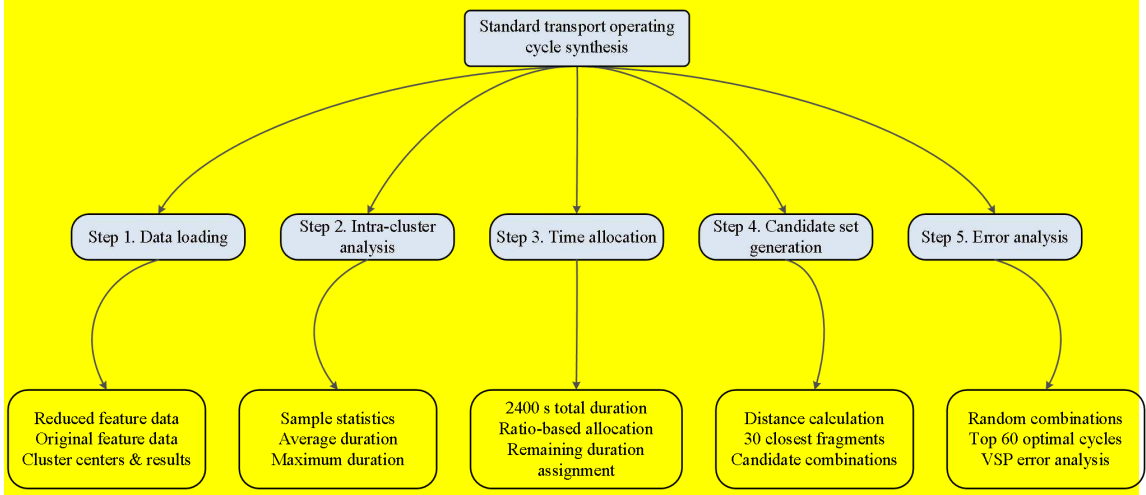 Standard transport operating
cycle synthesis
Step 1. Data loading
Step 2. Intra-cluster
analysis
Step 3. Time allocation
Step 4. Candidate set
generation
Step 5. Error analysis
Reduced feature data
Original feature data
Cluster centers & results
Sample statistics
Average duration
Maximum duration
2400 s total duration
Ratio-based allocation
Remaining duration
assignment
Distance calculation
30 closest fragments
Candidate combinations
Random combinations
Top 60 optimal cycles
VSP error analysis